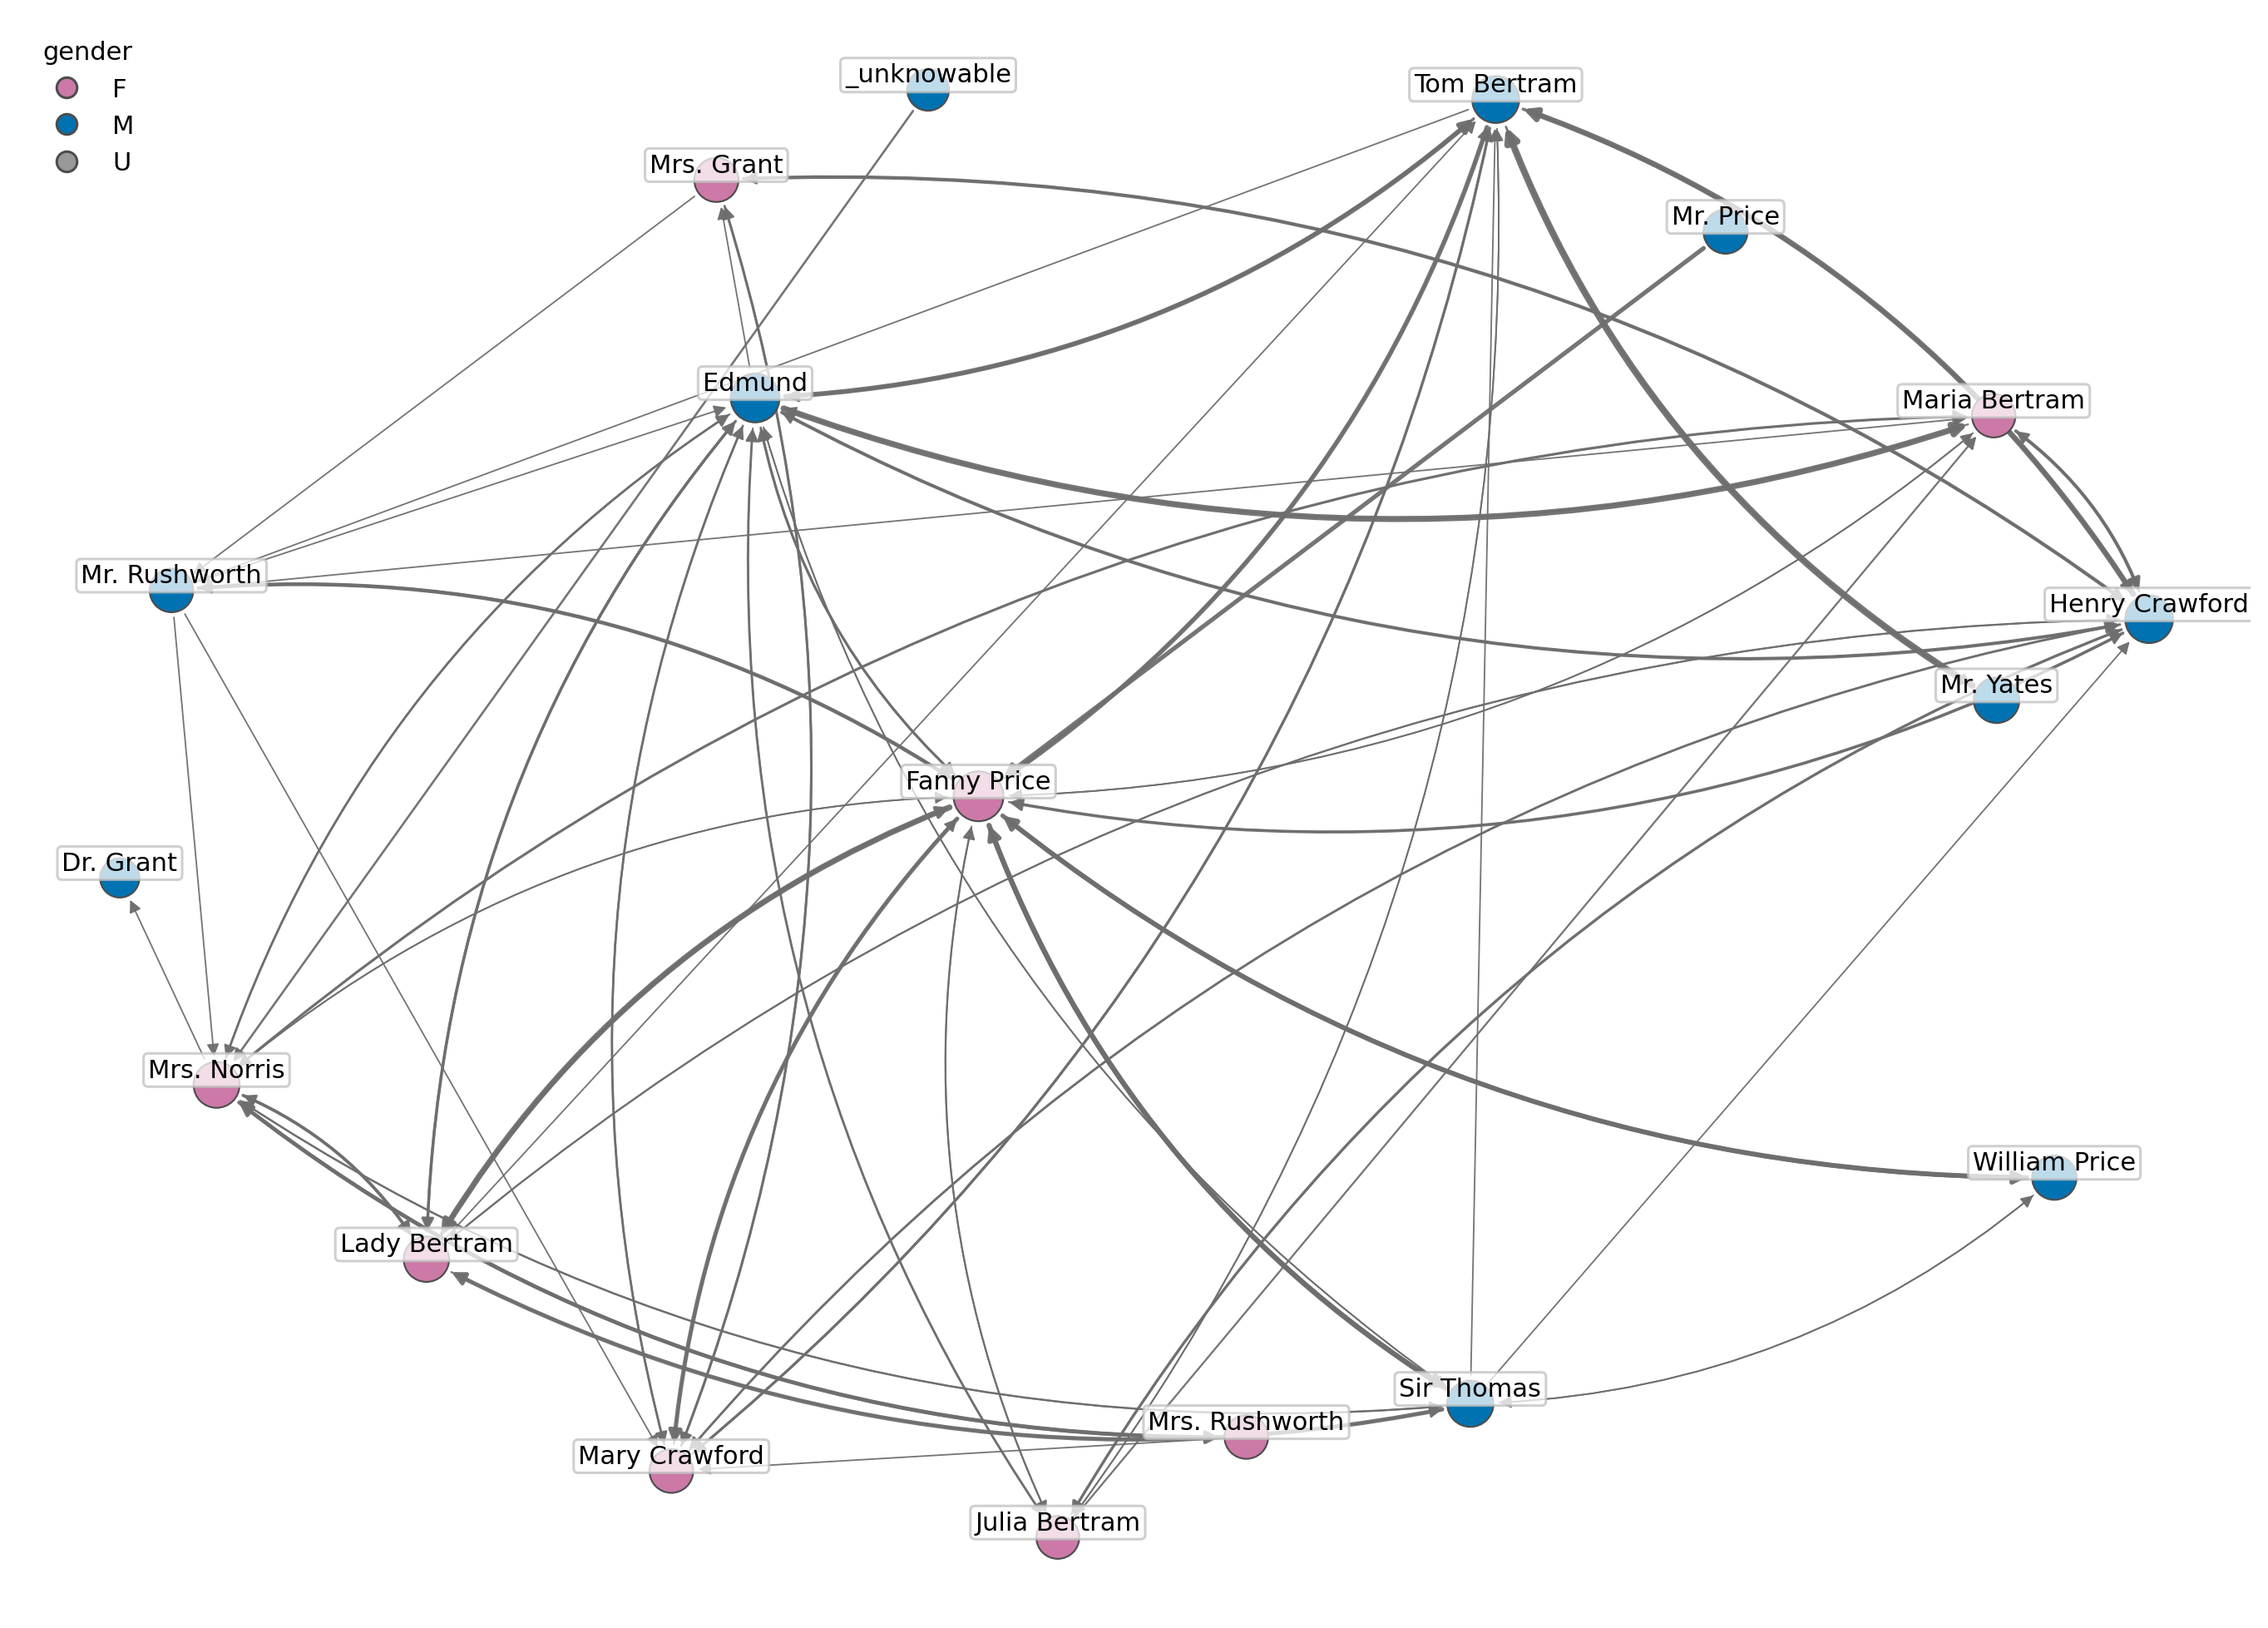 gender
F
M
U
_unknowable
Tom Bertram
Mrs. Grant
Mr. Price
Edmund
Maria Bertram
Mr. Rushworth
Henry Crawford
Mr. Yates
Fanny Price
Dr. Grant
Mrs. Norris
William Price
Lady Bertram
Sir Thomas
Mrs. Rushworth
Mary Crawford
Julia Bertram